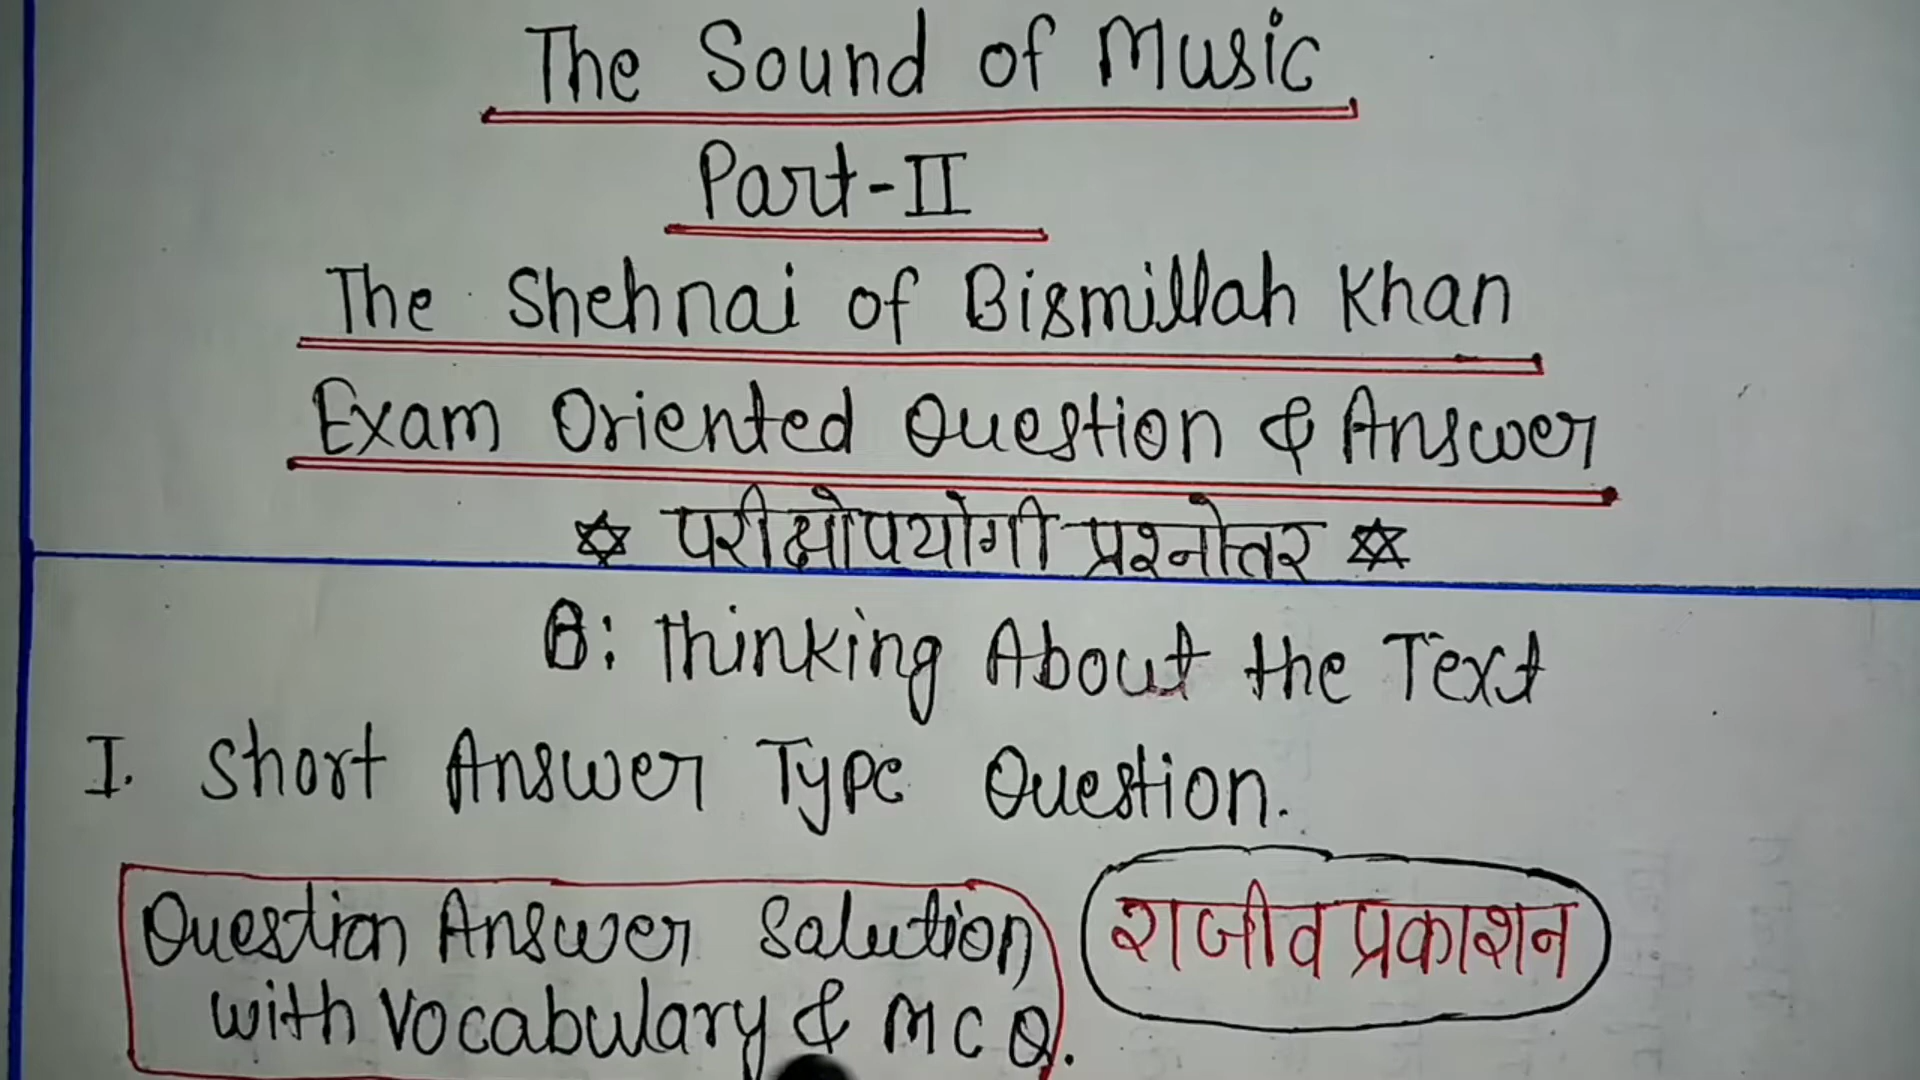 The Sound of Music
Part-II
The Shehnai of Bismillah Khan
Exam Oriented Question & Answer
✡ परीक्षोपयोगी प्रश्नोत्तर ✡
B: Thinking About the Text
I. Short Answer Type Question.
Question Answer Salution
with Vocabulary & MCQ.
राजीव प्रकाशन